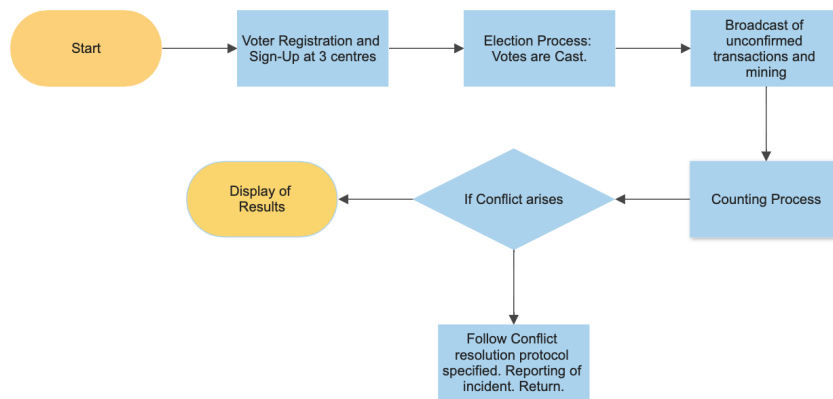 Start
Voter Registration and
Sign-Up at 3 centres
Election Process:
Votes are Cast.
Broadcast of
unconfirmed
transactions and
mining
Counting Process
If Conflict arises
Display of
Results
Follow Conflict
resolution protocol
specified. Reporting of
incident. Return.